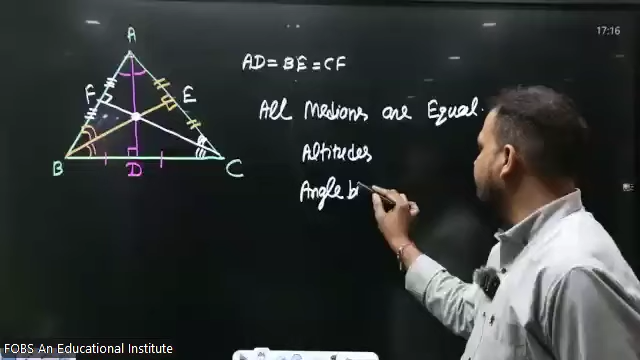 17:16
A
AD = BE = CF
F
E
All Medians are Equal.
Altitudes
Angle b
B
D
C
FOBS An Educational Institute